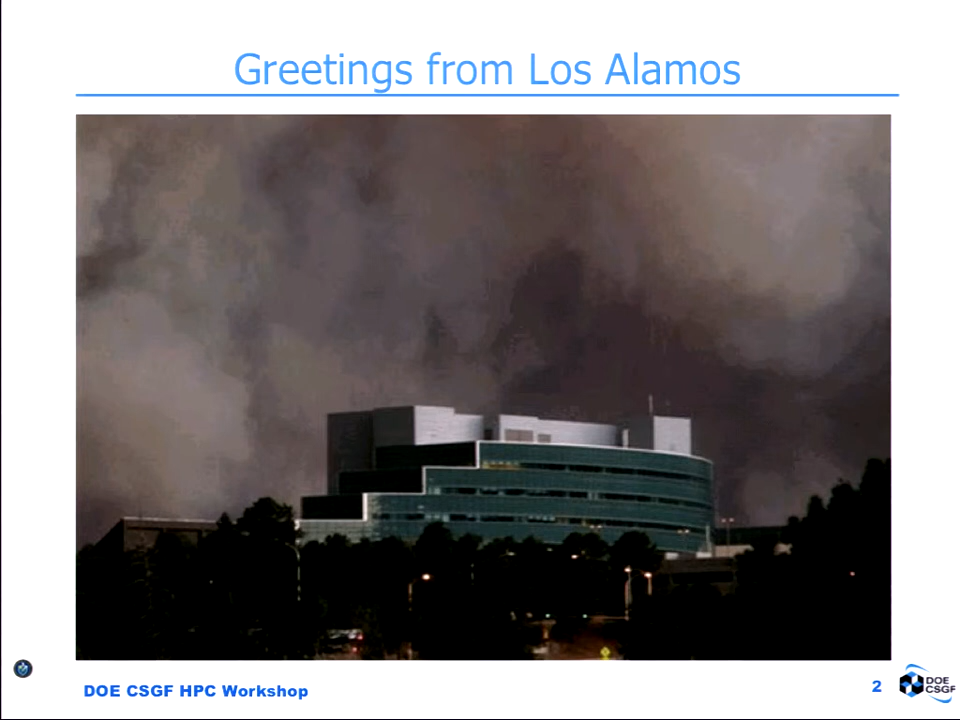 Greetings from Los Alamos
DOE CSGF HPC Workshop
2
DOE
CSGF